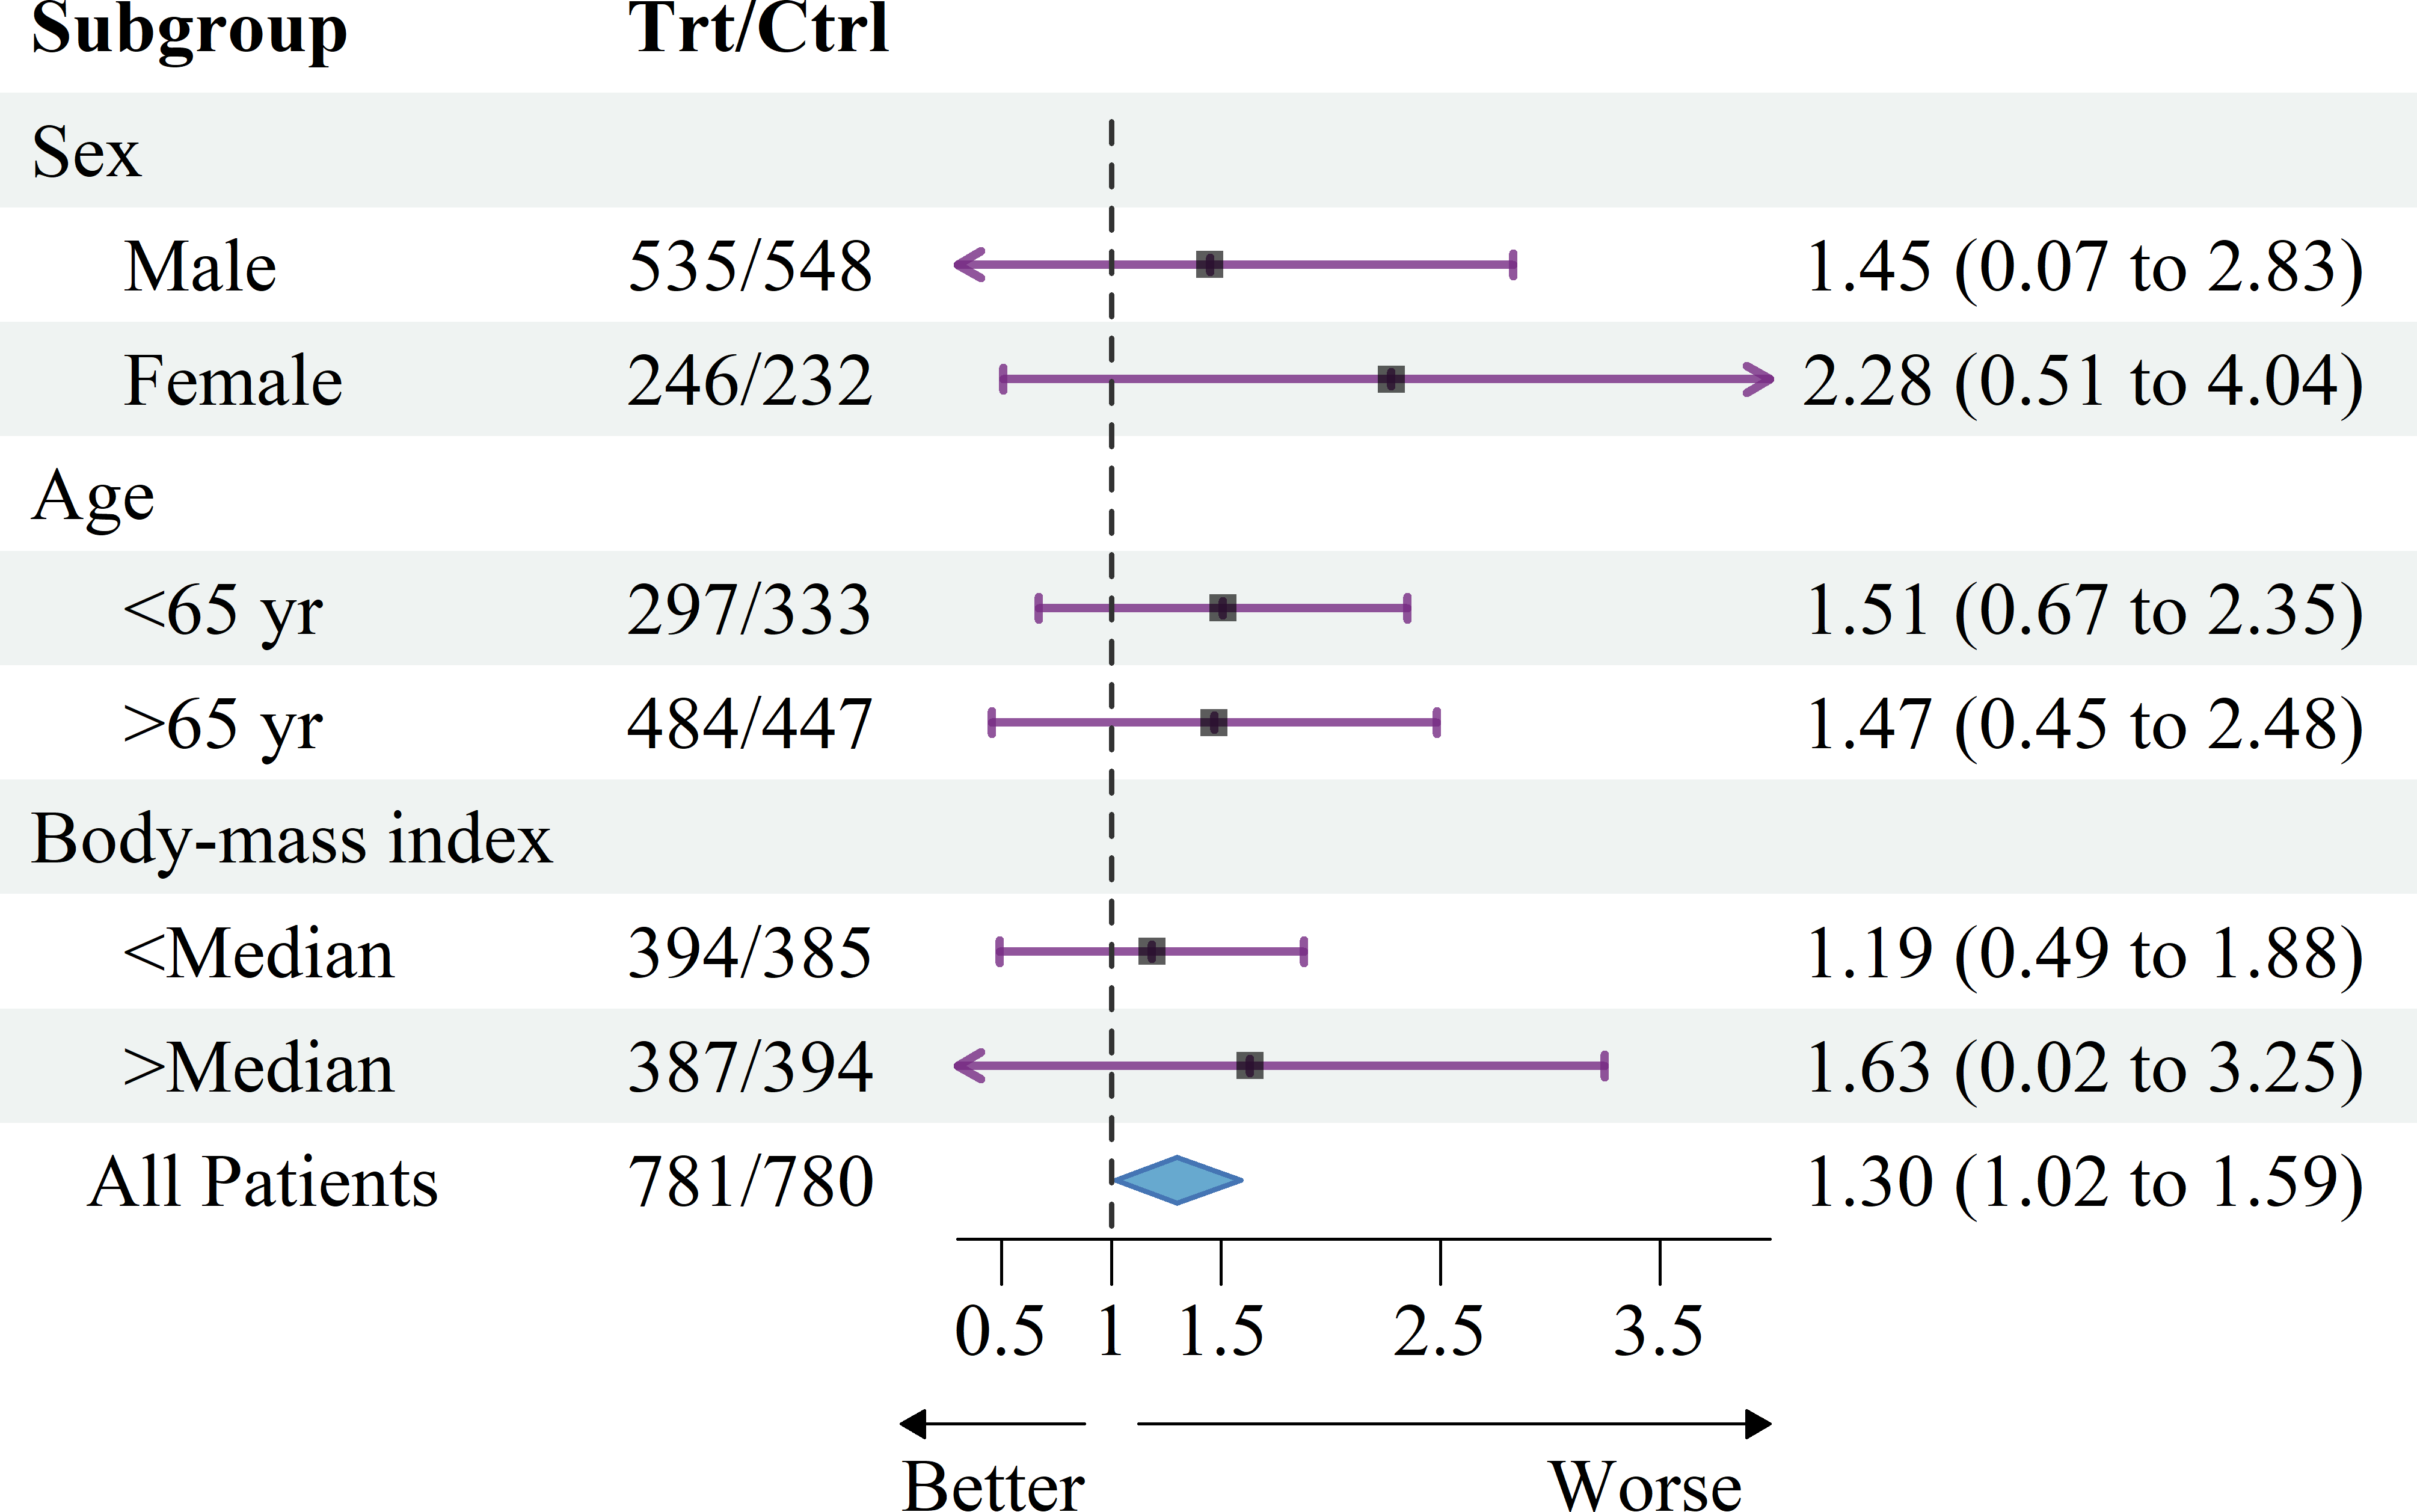 Subgroup Trt/Ctrl
Sex
Male 535/548 1.45 (0.07 to 2.83)
Female 246/232 2.28 (0.51 to 4.04)
Age
<65 yr 297/333 1.51 (0.67 to 2.35)
>65 yr 484/447 1.47 (0.45 to 2.48)
Body-mass index
<Median 394/385 1.19 (0.49 to 1.88)
>Median 387/394 1.63 (0.02 to 3.25)
All Patients 781/780 1.30 (1.02 to 1.59)
0.5 1 1.5 2.5 3.5
Better Worse